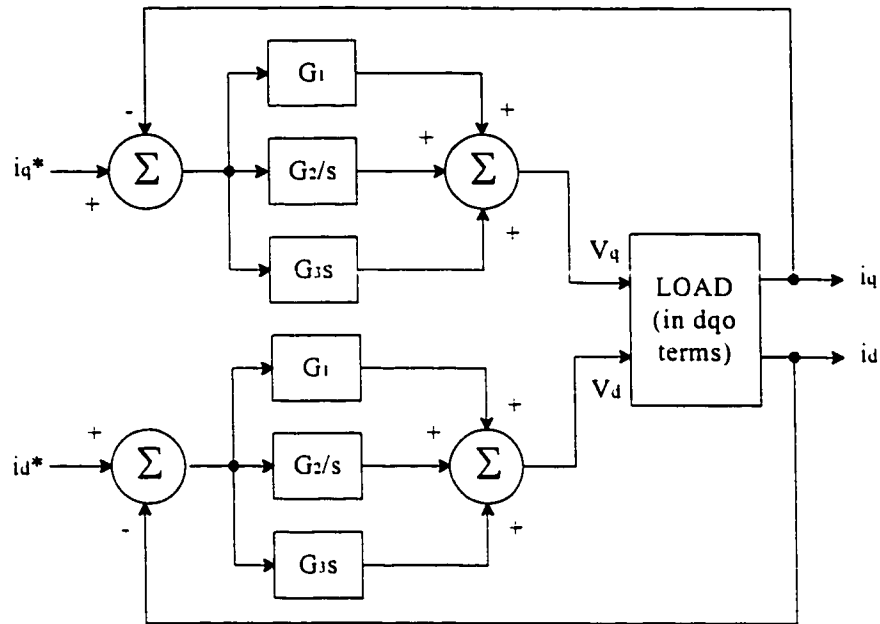 G₁
-
+
+
iq*
Σ
G₂/s
Σ
+
+
G₃s
Vq
LOAD
(in dqo
terms)
iq
id
Vd
G₁
+
+
+
id*
Σ
G₂/s
Σ
-
+
G₃s